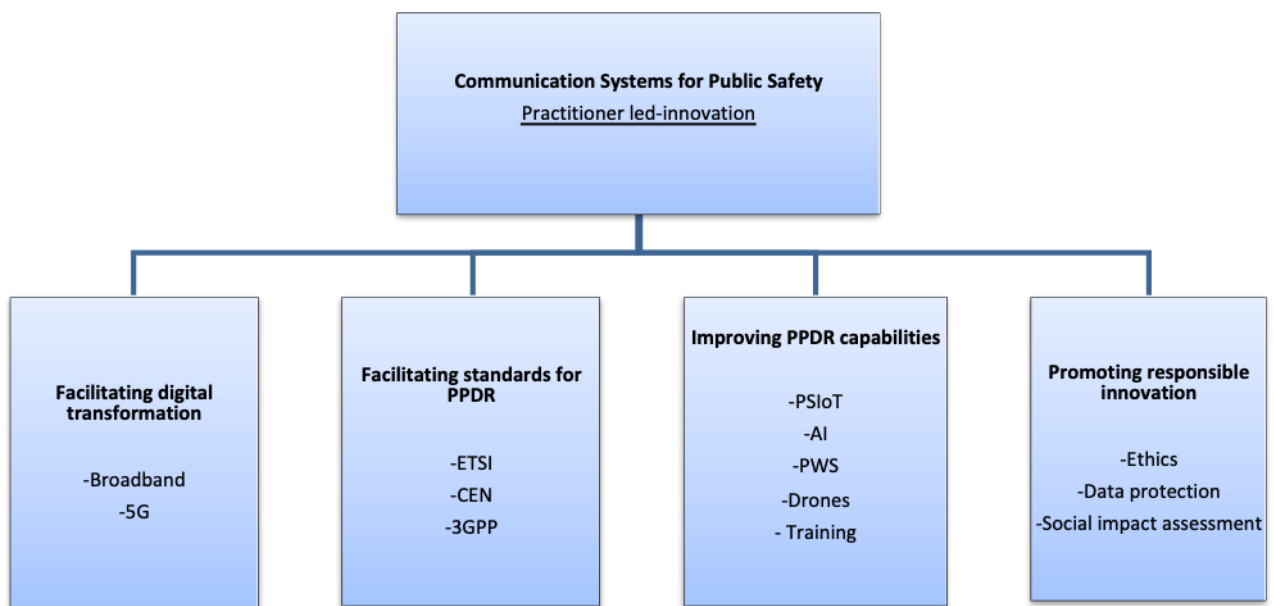 Communication Systems for Public Safety
Practitioner led-innovation
Facilitating digital
transformation
-Broadband
-5G
Facilitating standards for
PPDR
-ETSI
-CEN
-3GPP
Improving PPDR capabilities
-PSIoT
-AI
-PWS
-Drones
- Training
Promoting responsible
innovation
-Ethics
-Data protection
-Social impact assessment